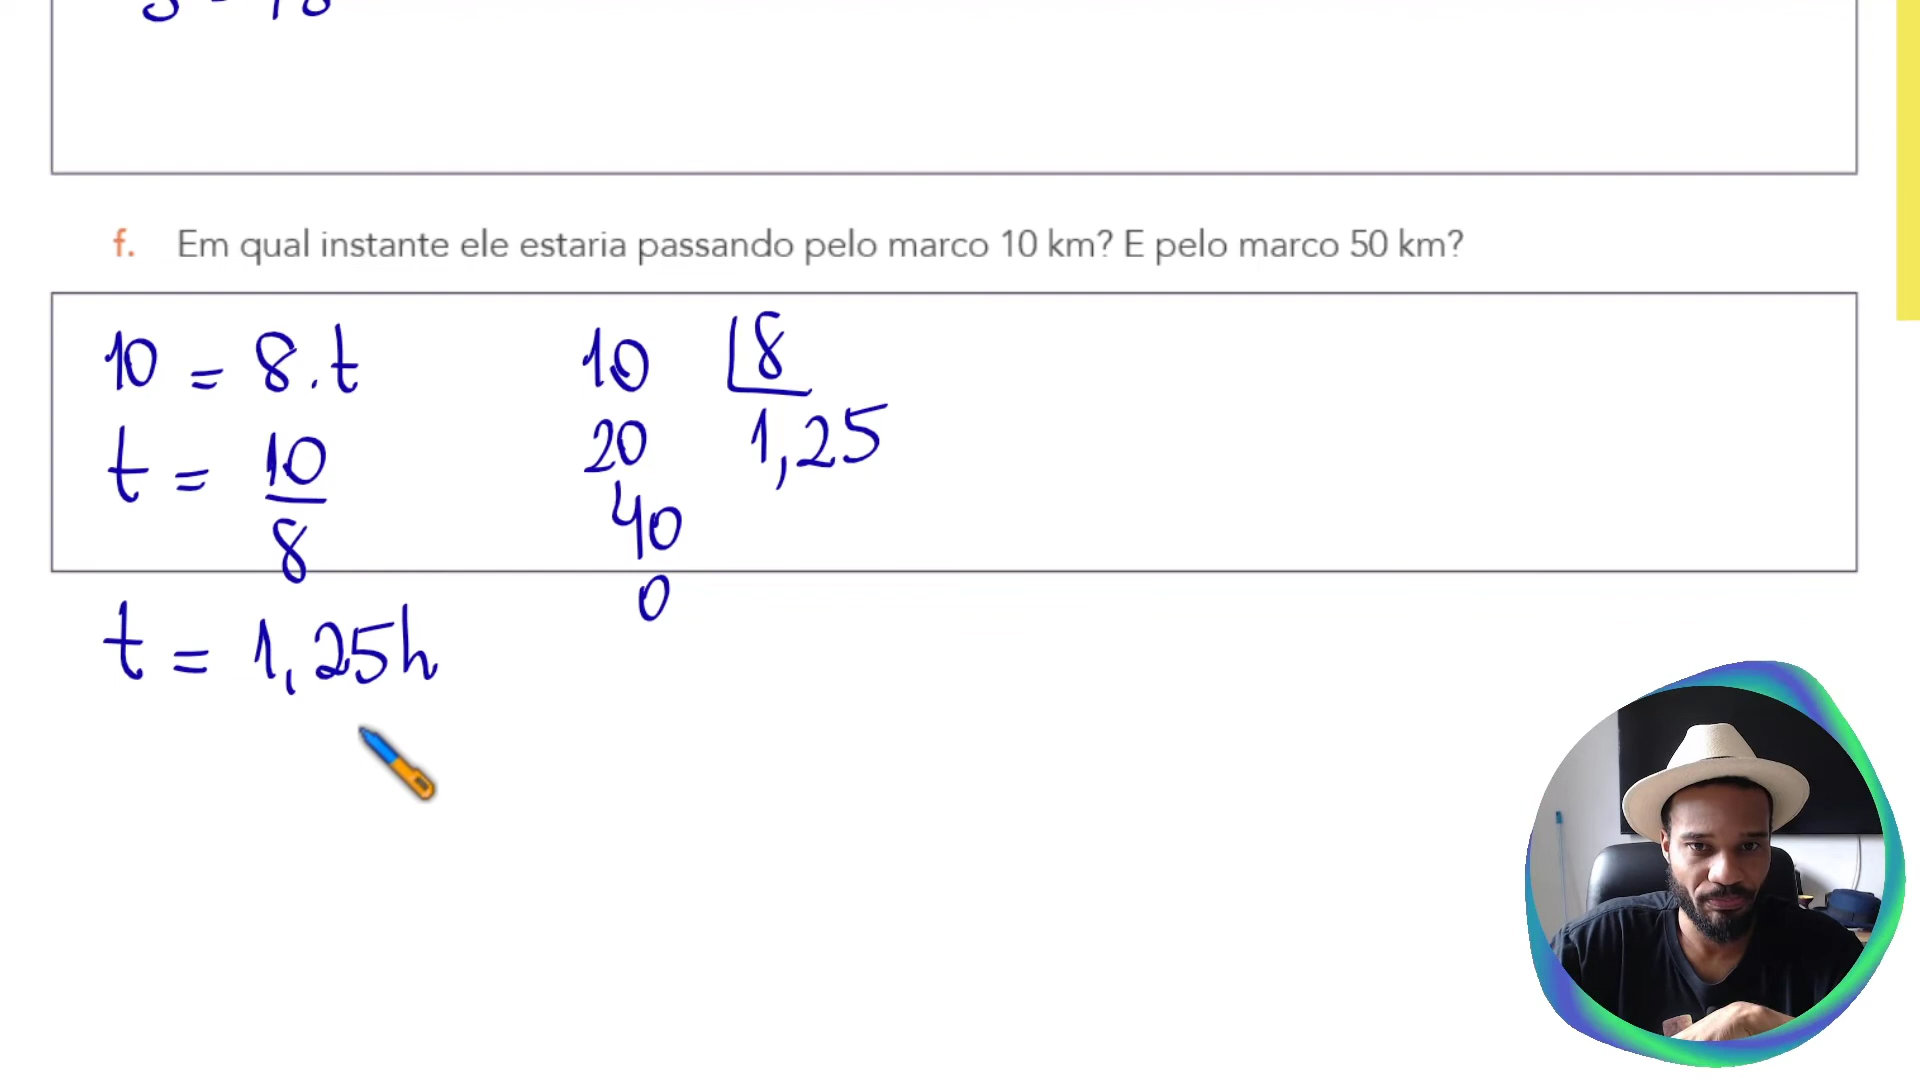 f. Em qual instante ele estaria passando pelo marco 10 km? E pelo marco 50 km?
10 = 8.t
t = 10
8
t = 1,25h
10 8
20 1,25
40
0